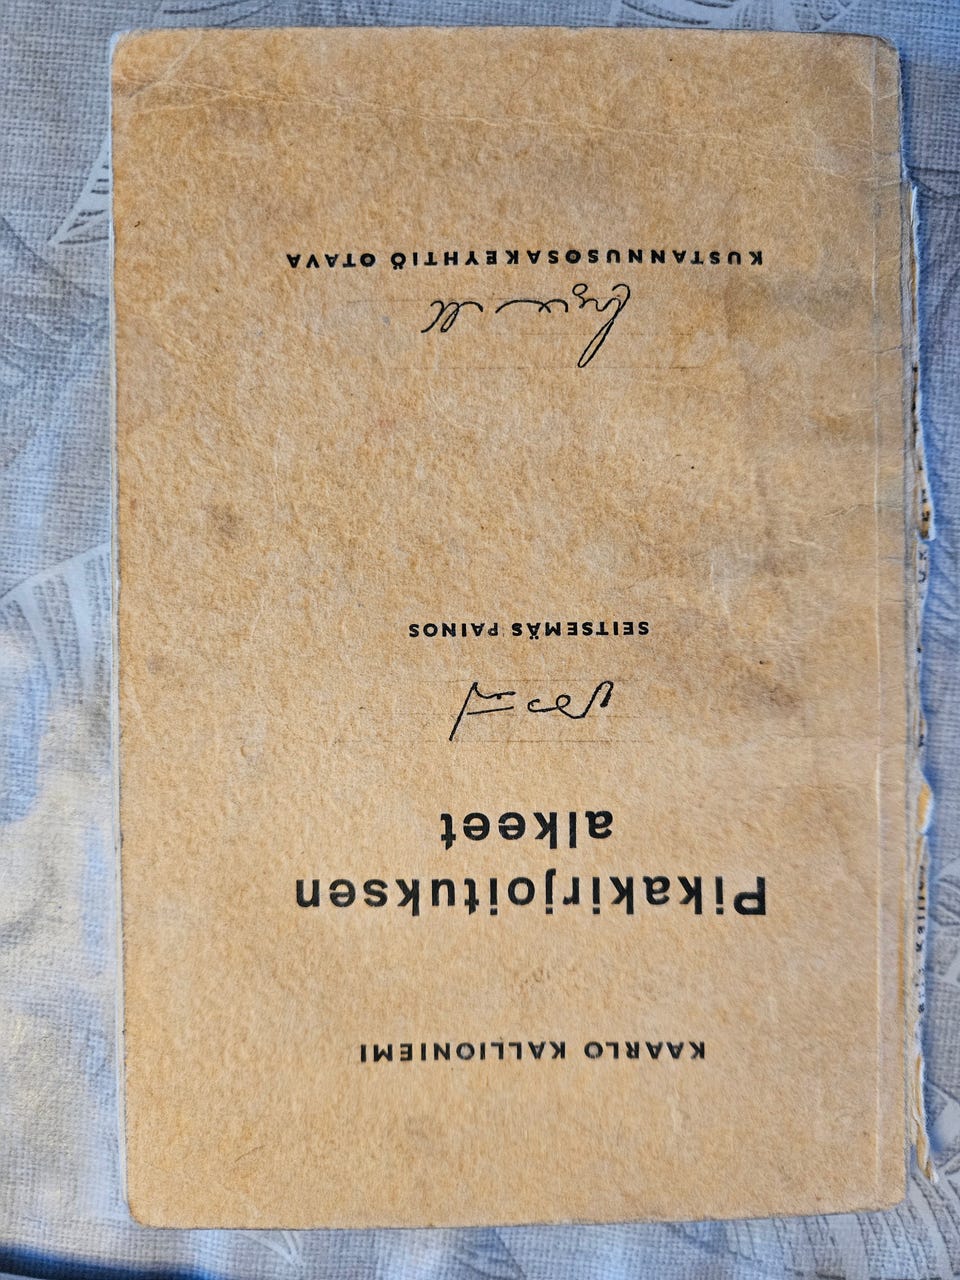 KAARLO KALLIONIEMI
Pikakirjoituksen
alkeet
SEITSEMÄS PAINOS
KUSTANNUSOSAKEYHTIÖ OTAVA